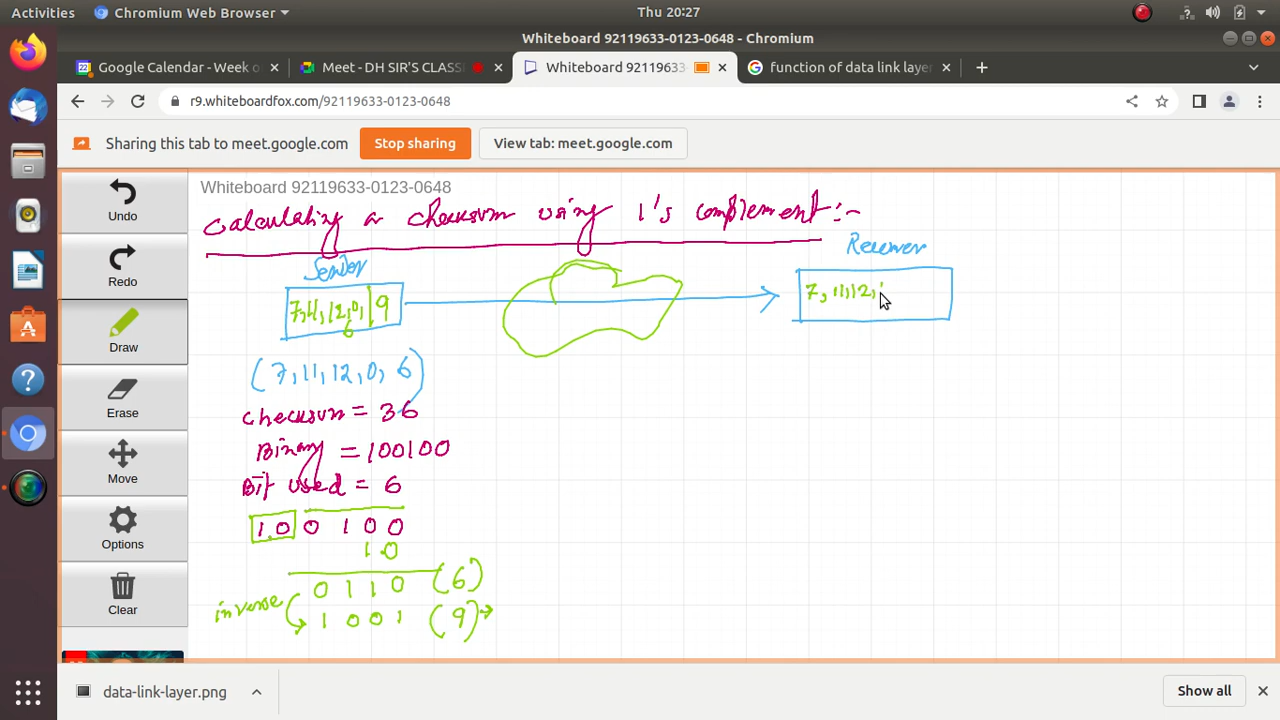 Activities
Chromium Web Browser
Thu 20:27
Whiteboard 92119633-0123-0648 - Chromium
Google Calendar - Week o
Meet - DH SIR'S CLASS
Whiteboard 92119633
function of data link laye
r9.whiteboardfox.com/92119633-0123-0648
Sharing this tab to meet.google.com
Stop sharing
View tab: meet.google.com
Whiteboard 92119633-0123-0648
Undo
Redo
Draw
Erase
Move
Options
Clear
calculating a checksum using 1's complement :-
Sender
Receiver
7, 11, 12, 0, 6 | 9
7, 11, 12,
(7, 11, 12, 0, 6)
checksum = 36
Binary = 100100
Bit used = 6
1 0 0 1 0 0
1 0
0 1 1 0 (6)
inverse
1 0 0 1 (9)
data-link-layer.png
Show all